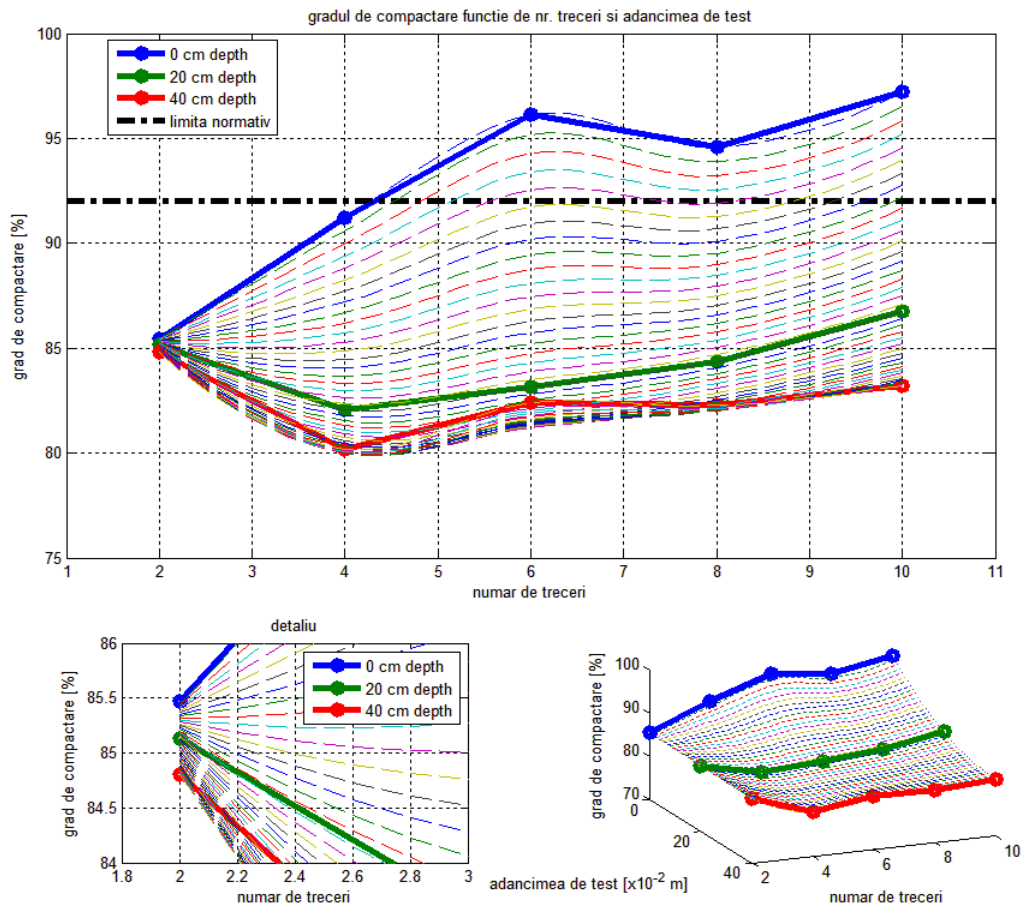 gradul de compactare functie de nr. treceri si adancimea de test
100
95
90
85
80
75
grad de compactare [%]
0 cm depth
20 cm depth
40 cm depth
limita normativ
1 2 3 4 5 6 7 8 9 10 11
numar de treceri
detaliu
86
85.5
85
84.5
84
grad de compactare [%]
0 cm depth
20 cm depth
40 cm depth
1.8 2 2.2 2.4 2.6 2.8 3
numar de treceri
100
90
80
70
grad de compactare [%]
0
20
40
adancimea de test [x10⁻² m]
2 4 6 8 10
numar de treceri